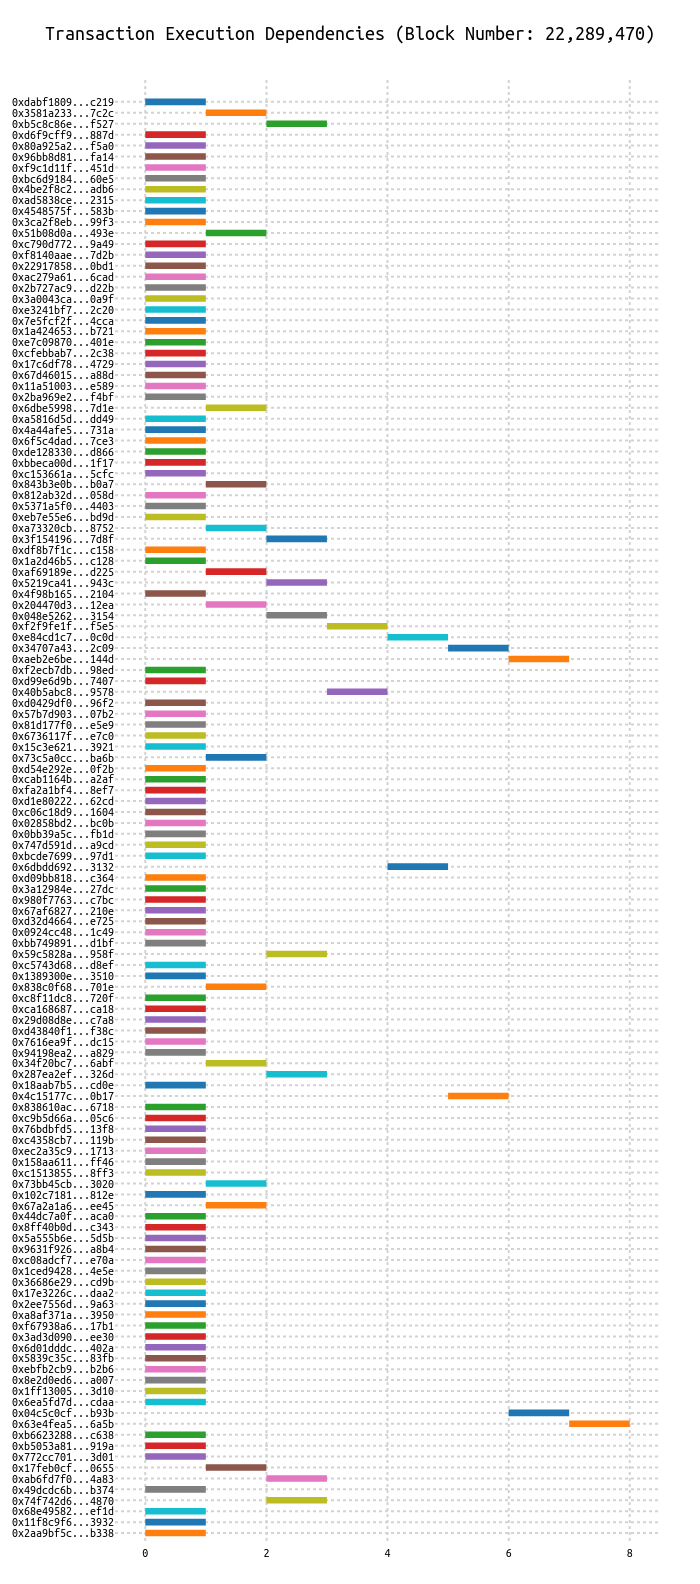 Transaction Execution Dependencies (Block Number: 22,289,470)
0xdabf1809...c219
0x3581a233...7c2c
0xb5c8c86e...f527
0xd6f9cff9...887d
0x80a925a2...f5a0
0x96bb8d81...fa14
0xf9c1d11f...451d
0xbc6d9184...60e5
0x4be2f8c2...adb6
0xad5838ce...2315
0x4548575f...583b
0x3ca2f8eb...99f3
0x51b08d0a...493e
0xc790d772...9a49
0xf8140aae...7d2b
0x22917858...0bd1
0xac279a61...6cad
0x2b727ac9...d22b
0x3a0043ca...0a9f
0xe3241bf7...2c20
0x7e5fcf2f...4cca
0x1a424653...b721
0xe7c09870...401e
0xcfebbab7...2c38
0x17c6df78...4729
0x67d46015...a88d
0x11a51003...e589
0x2ba969e2...f4bf
0x6dbe5998...7d1e
0xa5816d5d...dd49
0x4a44afe5...731a
0x6f5c4dad...7ce3
0xde128330...d866
0xbbeca00d...1f17
0xc153661a...5cfc
0x843b3e0b...b0a7
0x812ab32d...058d
0x5371a5f0...4403
0xeb7e55e6...bd9d
0xa73320cb...8752
0x3f154196...7d8f
0xdf8b7f1c...c158
0x1a2d46b5...c128
0xaf69189e...d225
0x5219ca41...943c
0x4f98b165...2104
0x204470d3...12ea
0x048e5262...3154
0xf2f9fe1f...f5e5
0xe84cd1c7...0c0d
0x34707a43...2c09
0xaeb2e6be...144d
0xf2ecb7db...98ed
0xd99e6d9b...7407
0x40b5abc8...9578
0xd0429df0...96f2
0x57b7d903...07b2
0x81d177f0...e5e9
0x6736117f...e7c0
0x15c3e621...3921
0x73c5a0cc...ba6b
0xd54e292e...0f2b
0xcab1164b...a2af
0xfa2a1bf4...8ef7
0xd1e80222...62cd
0xc06c18d9...1604
0x02858bd2...bc0b
0x0bb39a5c...fb1d
0x747d591d...a9cd
0xbcde7699...97d1
0x6dbdd692...3132
0xd09bb818...c364
0x3a12984e...27dc
0x980f7763...c7bc
0x67af6827...210e
0xd32d4664...e725
0x0924cc48...1c49
0xbb749891...d1bf
0x59c5828a...958f
0xc5743d68...d8ef
0x1389300e...3510
0x838c0f68...701e
0xc8f11dc8...720f
0xca168687...ca18
0x29d08d8e...c7a8
0xd43840f1...f38c
0x7616ea9f...dc15
0x94198ea2...a829
0x34f20bc7...6abf
0x287ea2ef...326d
0x18aab7b5...cd0e
0x4c15177c...0b17
0x838610ac...6718
0xc9b5d66a...05c6
0x76bdbfd5...13f8
0xc4358cb7...119b
0xec2a35c9...1713
0x158aa611...ff46
0xc1513855...8ff3
0x73bb45cb...3020
0x102c7181...812e
0x67a2a1a6...ee45
0x44dc7a0f...aca0
0x8ff40b0d...c343
0x5a555b6e...5d5b
0x9631f926...a8b4
0xc08adcf7...e70a
0x1ced9428...4e5e
0x36686e29...cd9b
0x17e3226c...daa2
0x2ee7556d...9a63
0xa8af371a...3950
0xf67938a6...17b1
0x3ad3d090...ee30
0x6d01dddc...402a
0x5839c35c...83fb
0xebfb2cb9...b2b6
0x8e2d0ed6...a007
0x1ff13005...3d10
0x6ea5fd7d...cdaa
0x04c5c0cf...b93b
0x63e4fea5...6a5b
0xb6623288...c638
0xb5053a81...919a
0x772cc701...3d01
0x17feb0cf...0655
0xab6fd7f0...4a83
0x49dcdc6b...b374
0x74f742d6...4870
0x68e49582...ef1d
0x11f8c9f6...3932
0x2aa9bf5c...b338
0 2 4 6 8